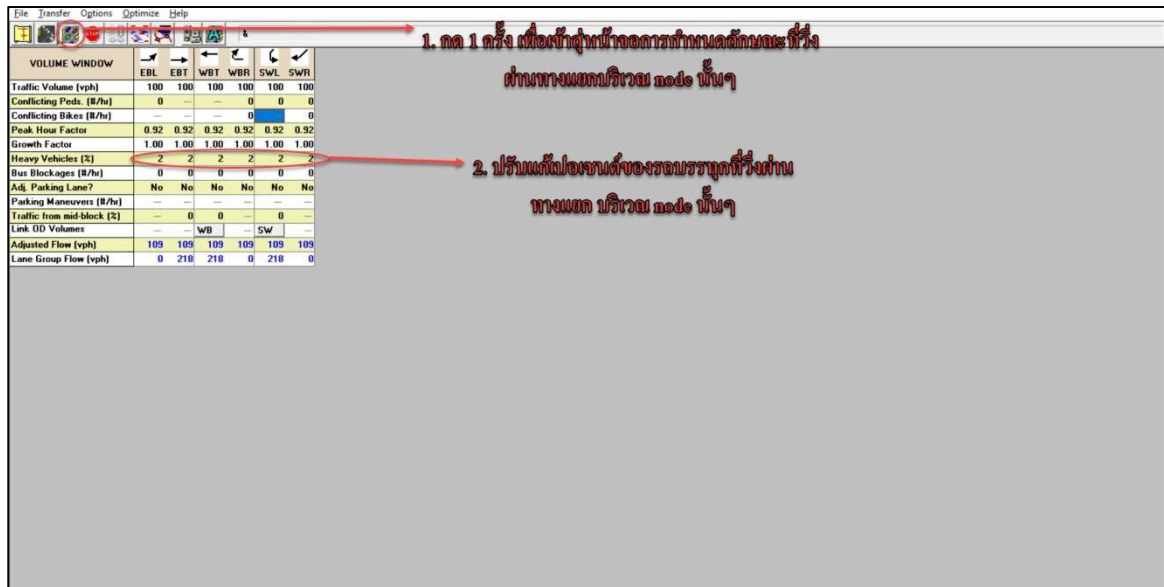 File Transfer Options Optimize Help
&
1. กด 1 ครั้ง เพื่อเข้าสู่หน้าจอการกำหนดลักษณะที่วิ่ง
ผ่านทางแยกบริเวณ node นั้นๆ
VOLUME WINDOW EBL EBT WBT WBR SWL SWR
Traffic Volume (vph) 100 100 100 100 100 100
Conflicting Peds. (#/hr) 0 — — 0 0 0
Conflicting Bikes (#/hr) — — — 0 — 0
Peak Hour Factor 0.92 0.92 0.92 0.92 0.92 0.92
Growth Factor 1.00 1.00 1.00 1.00 1.00 1.00
Heavy Vehicles (%) 2 2 2 2 2 2
2. ปรับแก้เปอเซนต์ของรถบรรทุกที่วิ่งผ่าน
ทางแยก บริเวณ node นั้นๆ
Bus Blockages (#/hr) 0 0 0 0 0 0
Adj. Parking Lane? No No No No No No
Parking Maneuvers (#/hr) — — — — — —
Traffic from mid-block (%) — 0 0 — 0 —
Link OD Volumes — — WB — SW —
Adjusted Flow (vph) 109 109 109 109 109 109
Lane Group Flow (vph) 0 218 218 0 218 0